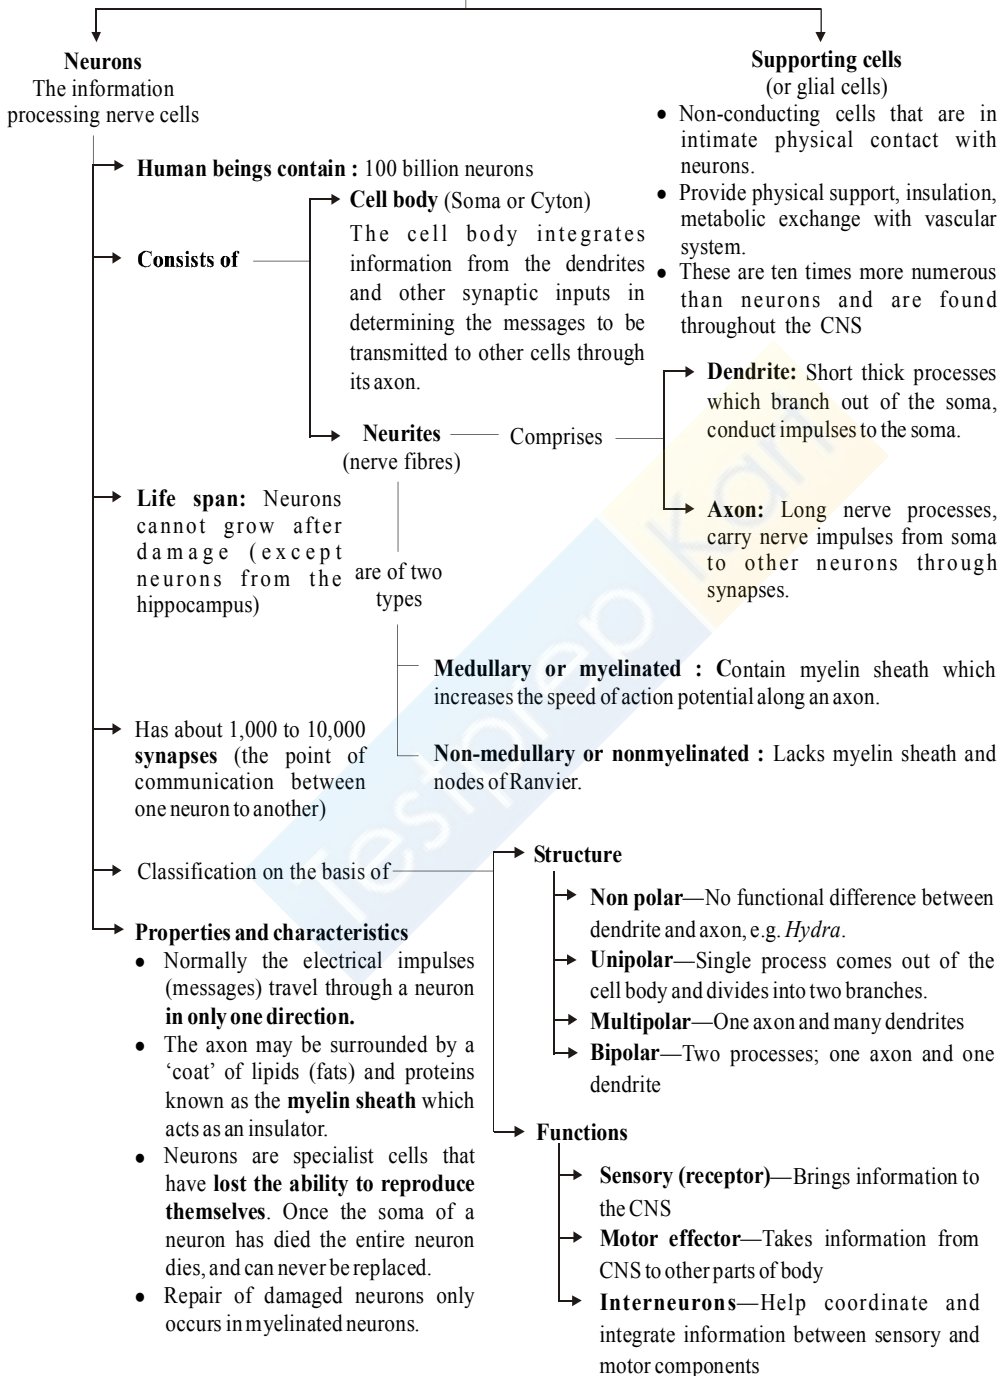 Neurons
The information
processing nerve cells
Human beings contain : 100 billion neurons
Consists of
Cell body (Soma or Cyton)
The cell body integrates
information from the dendrites
and other synaptic inputs in
determining the messages to be
transmitted to other cells through
its axon.
Neurites
(nerve fibres)
Comprises
Dendrite: Short thick processes
which branch out of the soma,
conduct impulses to the soma.
Axon: Long nerve processes,
carry nerve impulses from soma
to other neurons through
synapses.
are of two
types
Medullary or myelinated : Contain myelin sheath which
increases the speed of action potential along an axon.
Non-medullary or nonmyelinated : Lacks myelin sheath and
nodes of Ranvier.
Life span: Neurons
cannot grow after
damage (except
neurons from the
hippocampus)
Has about 1,000 to 10,000
synapses (the point of
communication between
one neuron to another)
Classification on the basis of
Structure
Non polar—No functional difference between
dendrite and axon, e.g. Hydra.
Unipolar—Single process comes out of the
cell body and divides into two branches.
Multipolar—One axon and many dendrites
Bipolar—Two processes; one axon and one
dendrite
Functions
Sensory (receptor)—Brings information to
the CNS
Motor effector—Takes information from
CNS to other parts of body
Interneurons—Help coordinate and
integrate information between sensory and
motor components
Properties and characteristics
• Normally the electrical impulses
(messages) travel through a neuron
in only one direction.
• The axon may be surrounded by a
‘coat’ of lipids (fats) and proteins
known as the myelin sheath which
acts as an insulator.
• Neurons are specialist cells that
have lost the ability to reproduce
themselves. Once the soma of a
neuron has died the entire neuron
dies, and can never be replaced.
• Repair of damaged neurons only
occurs in myelinated neurons.
Supporting cells
(or glial cells)
• Non-conducting cells that are in
intimate physical contact with
neurons.
• Provide physical support, insulation,
metabolic exchange with vascular
system.
• These are ten times more numerous
than neurons and are found
throughout the CNS
Testprep Kart